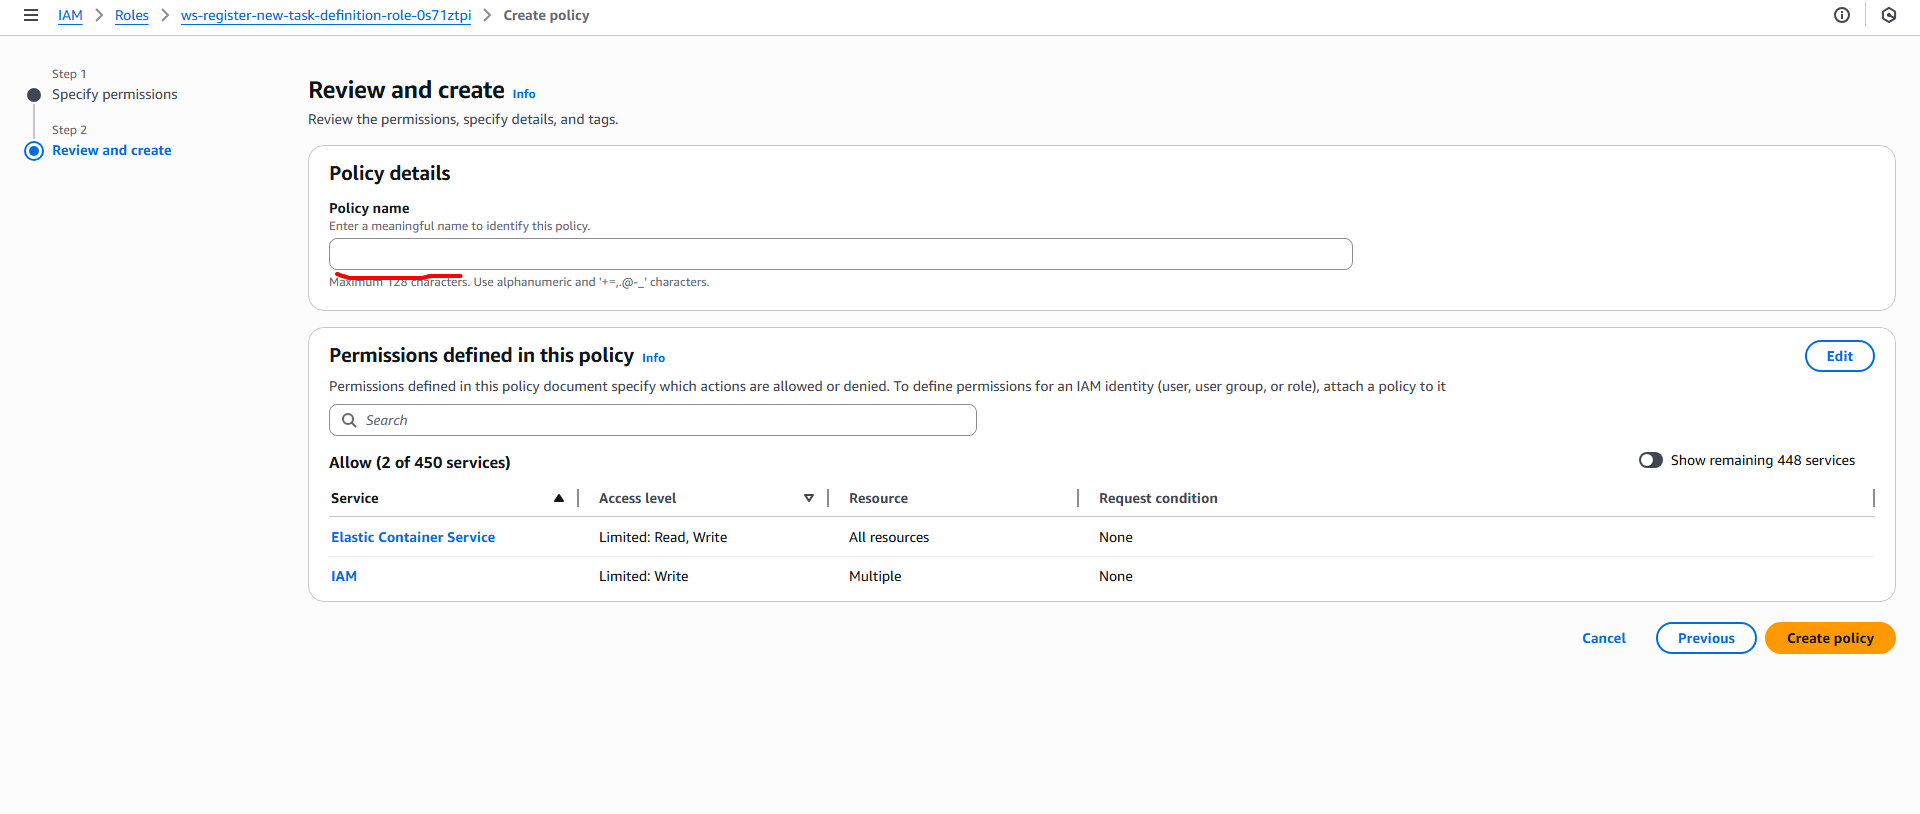 IAM > Roles > ws-register-new-task-definition-role-0s71ztpi > Create policy
Step 1
Specify permissions
Step 2
Review and create
Review and create Info
Review the permissions, specify details, and tags.
Policy details
Policy name
Enter a meaningful name to identify this policy.
Maximum 128 characters. Use alphanumeric and '+=,.@-_' characters.
Permissions defined in this policy Info
Edit
Permissions defined in this policy document specify which actions are allowed or denied. To define permissions for an IAM identity (user, user group, or role), attach a policy to it
Search
Allow (2 of 450 services)
Show remaining 448 services
Service Access level Resource Request condition
Elastic Container Service Limited: Read, Write All resources None
IAM Limited: Write Multiple None
Cancel Previous Create policy